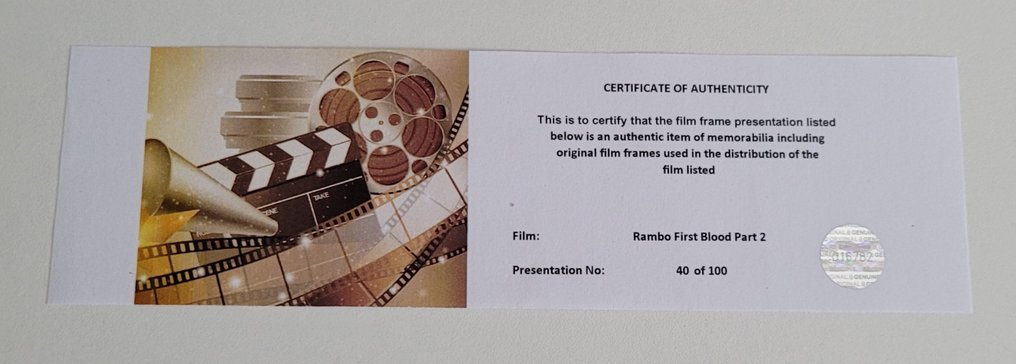 CERTIFICATE OF AUTHENTICITY
This is to certify that the film frame presentation listed
below is an authentic item of memorabilia including
original film frames used in the distribution of the
film listed
TAKE
Film: Rambo First Blood Part 2
Presentation No: 40 of 100